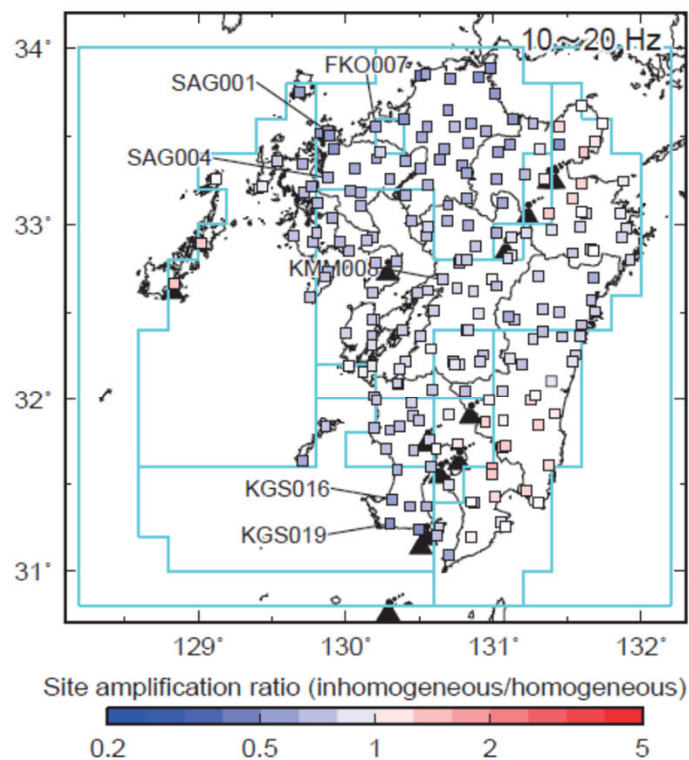 10~20 Hz
34˚
FKO007
SAG001
SAG004
33˚
KMM008
32˚
KGS016
KGS019
31˚
129˚ 130˚ 131˚ 132˚
Site amplification ratio (inhomogeneous/homogeneous)
0.2 0.5 1 2 5